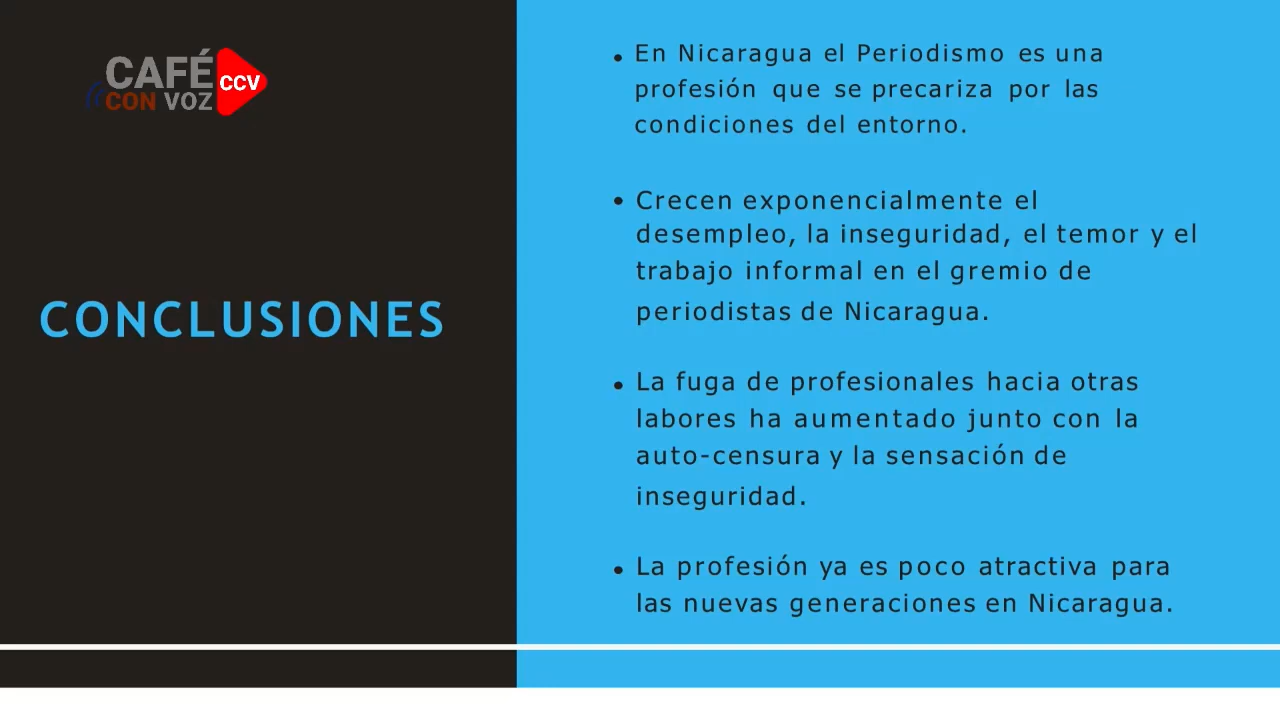 CAFÉ
CON VOZ
CCV
CONCLUSIONES
• En Nicaragua el Periodismo es una
profesión que se precariza por las
condiciones del entorno.
• Crecen exponencialmente el
desempleo, la inseguridad, el temor y el
trabajo informal en el gremio de
periodistas de Nicaragua.
• La fuga de profesionales hacia otras
labores ha aumentado junto con la
auto-censura y la sensación de
inseguridad.
• La profesión ya es poco atractiva para
las nuevas generaciones en Nicaragua.